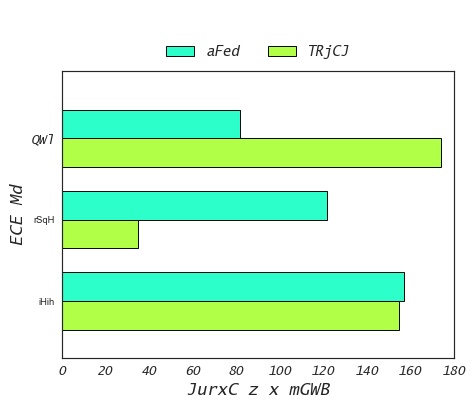 aFed TRjCJ
QWl
rSqH
iHih
ECE Md
0 20 40 60 80 100 120 140 160 180
JurxC z x mGWB